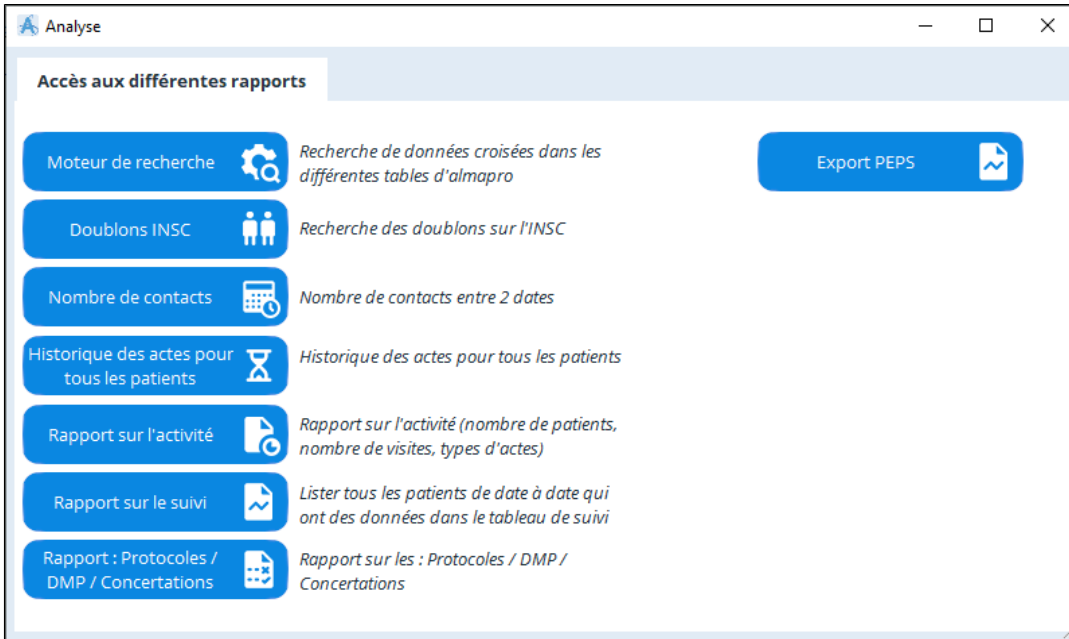 Analyse
Accès aux différentes rapports
Moteur de recherche
Recherche de données croisées dans les
différentes tables d'almapro
Export PEPS
Doublons INSC
Recherche des doublons sur l'INSC
Nombre de contacts
Nombre de contacts entre 2 dates
Historique des actes pour
tous les patients
Historique des actes pour tous les patients
Rapport sur l'activité
Rapport sur l'activité (nombre de patients,
nombre de visites, types d'actes)
Rapport sur le suivi
Lister tous les patients de date à date qui
ont des données dans le tableau de suivi
Rapport : Protocoles /
DMP / Concertations
Rapport sur les : Protocoles / DMP /
Concertations